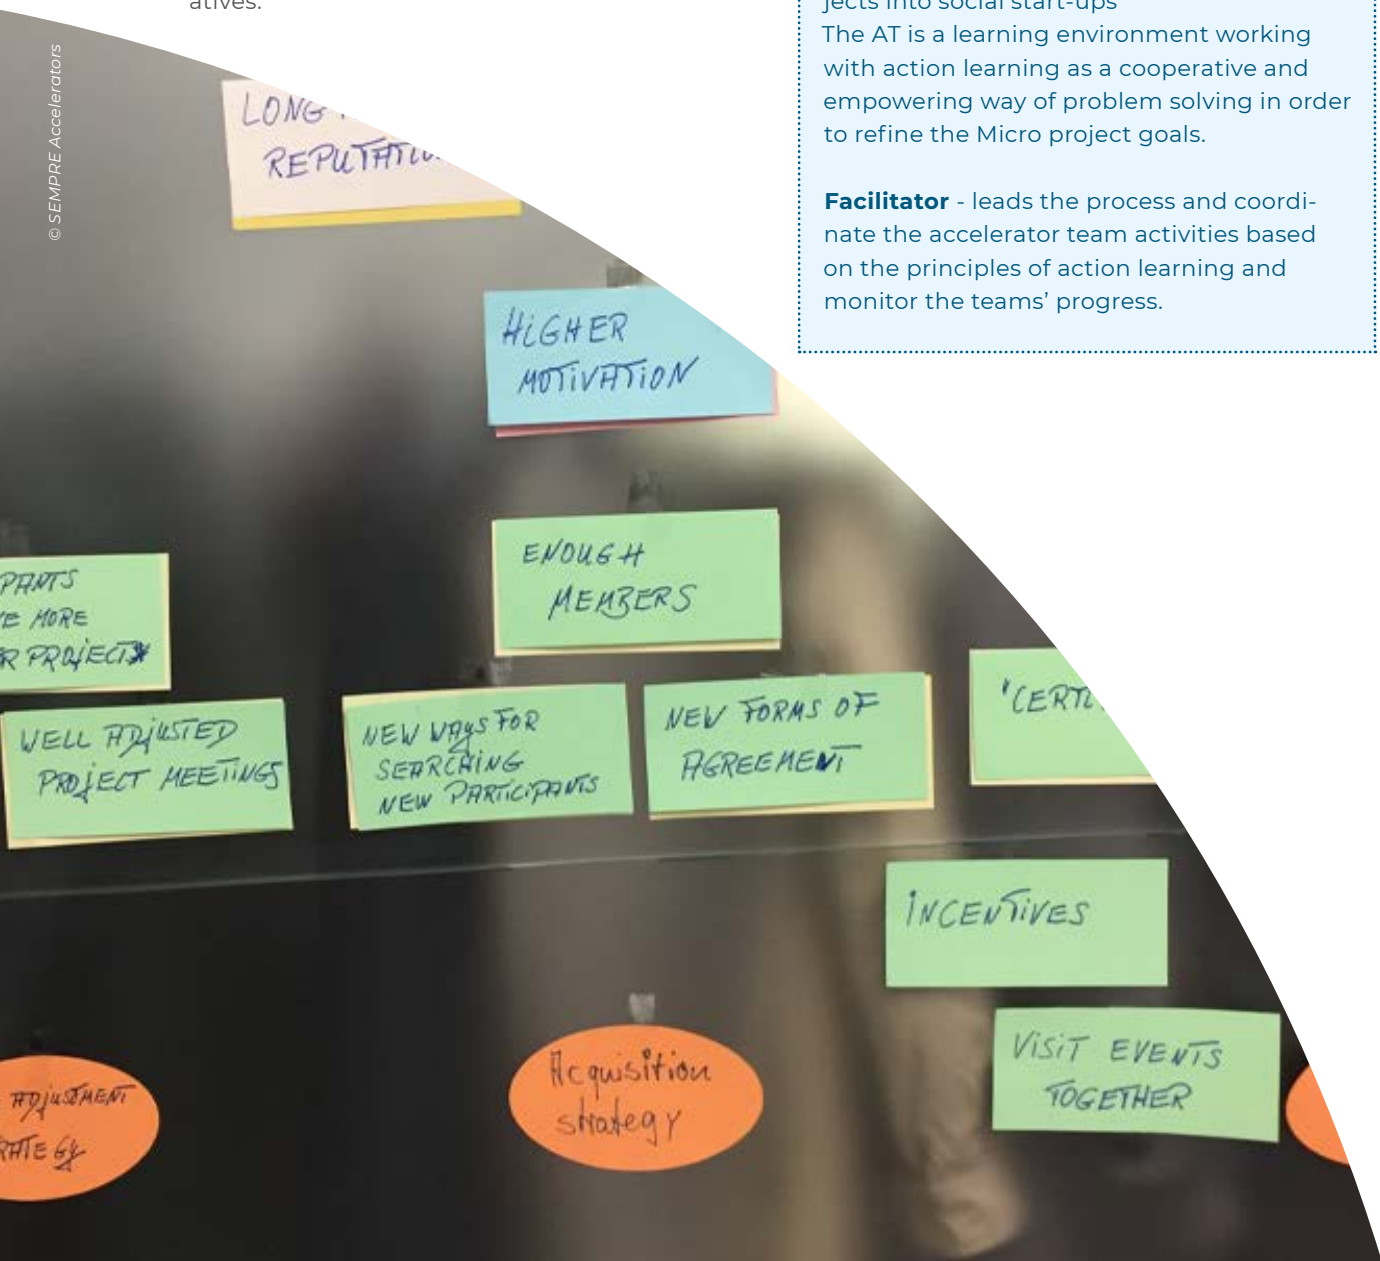 atives.
jects into social start-ups
The AT is a learning environment working
with action learning as a cooperative and
empowering way of problem solving in order
to refine the Micro project goals.
Facilitator - leads the process and coordi-
nate the accelerator team activities based
on the principles of action learning and
monitor the teams’ progress.
© SEMPRE Accelerators
LONG
HIGHER
MOTIVATION
ENOUGH
MEMBERS
MORE
PROJECTS
WELL ADJUSTED
PROJECT MEETINGS
NEW WAYS FOR
SEARCHING
NEW PARTICIPANTS
NEW FORMS OF
AGREEMENT
INCENTIVES
VISIT EVENTS
TOGETHER
ADJUSTMENT
Acquisition
strategy